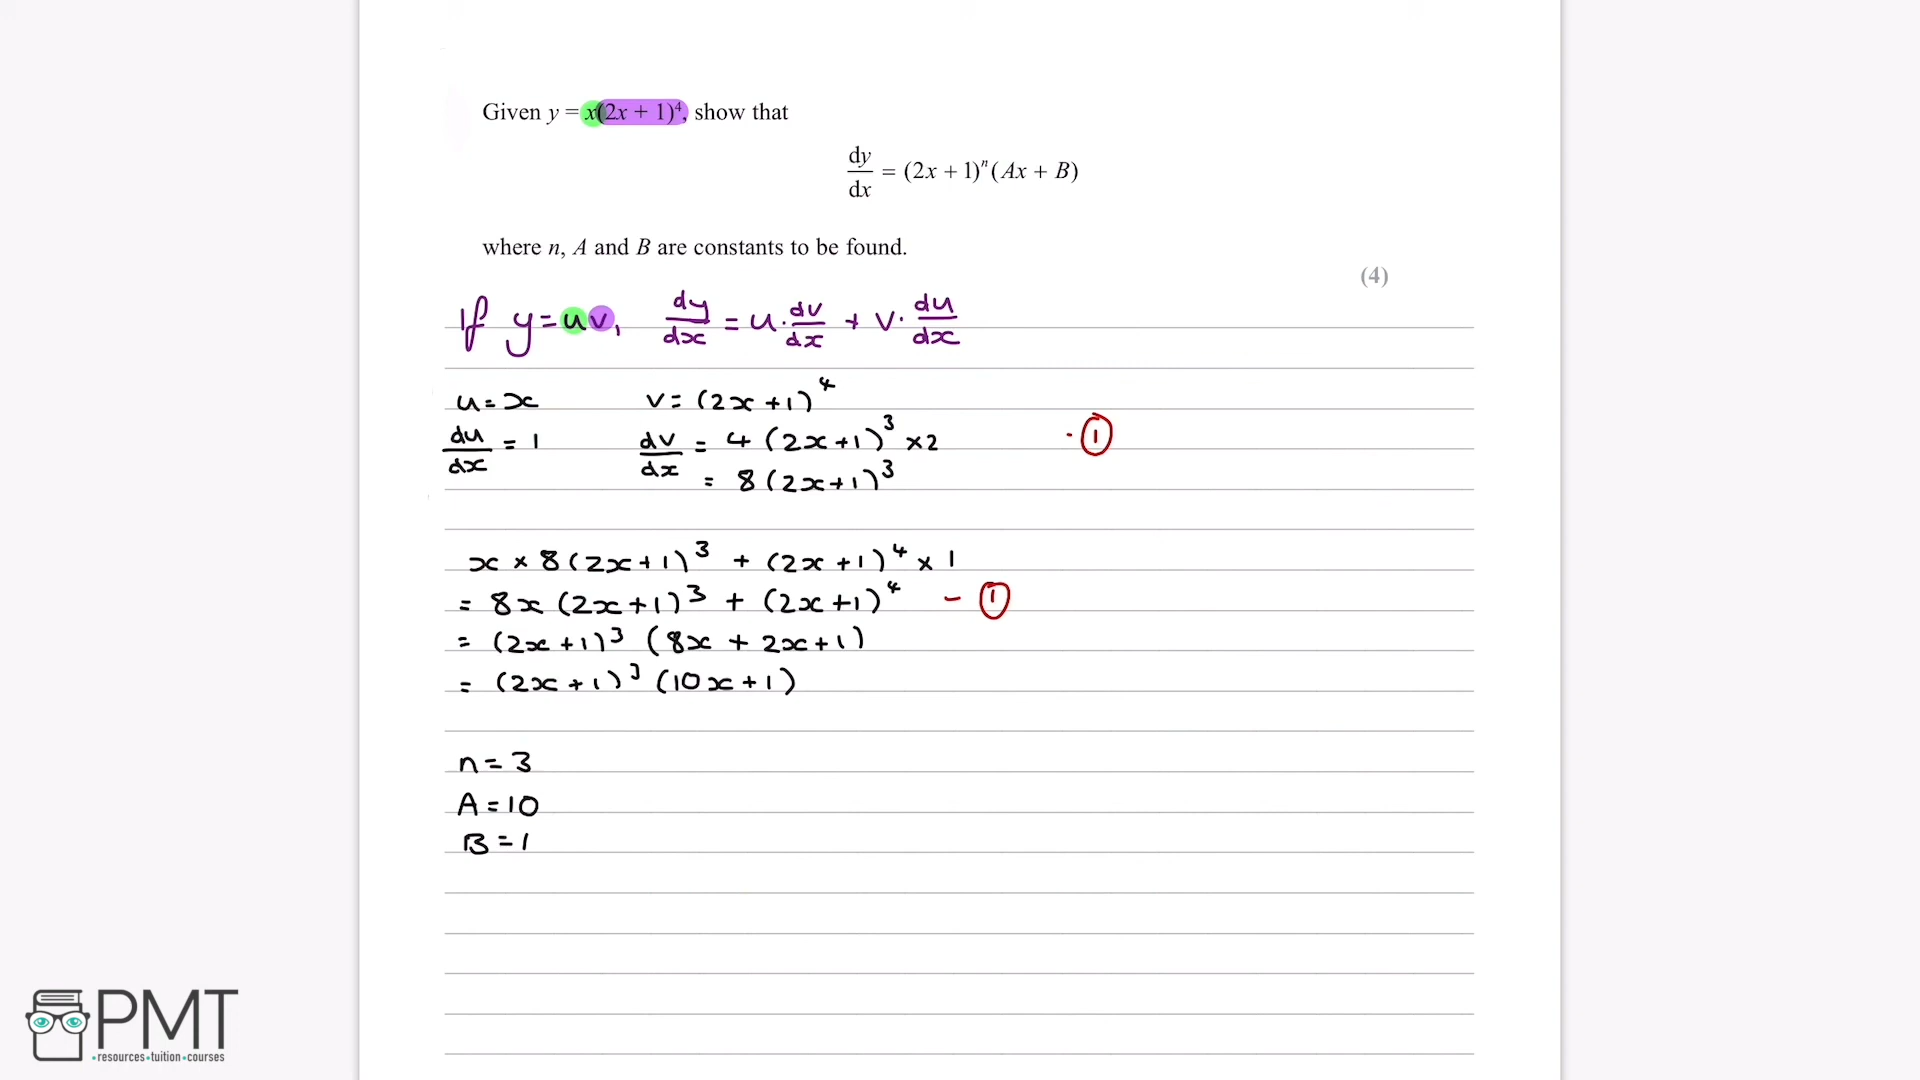 Given y = x(2x + 1)⁴, show that
dy/dx = (2x + 1)ⁿ(Ax + B)
where n, A and B are constants to be found.
(4)
If y=uv, dy/dx = u·dv/dx + v·du/dx
u=x v=(2x+1)⁴
du/dx = 1 dv/dx = 4(2x+1)³×2 - ①
= 8(2x+1)³
x × 8(2x+1)³ + (2x+1)⁴ × 1
= 8x(2x+1)³ + (2x+1)⁴ - ①
= (2x+1)³ (8x + 2x+1)
= (2x+1)³ (10x+1)
n=3
A=10
B=1
PMT
•resources•tuition•courses